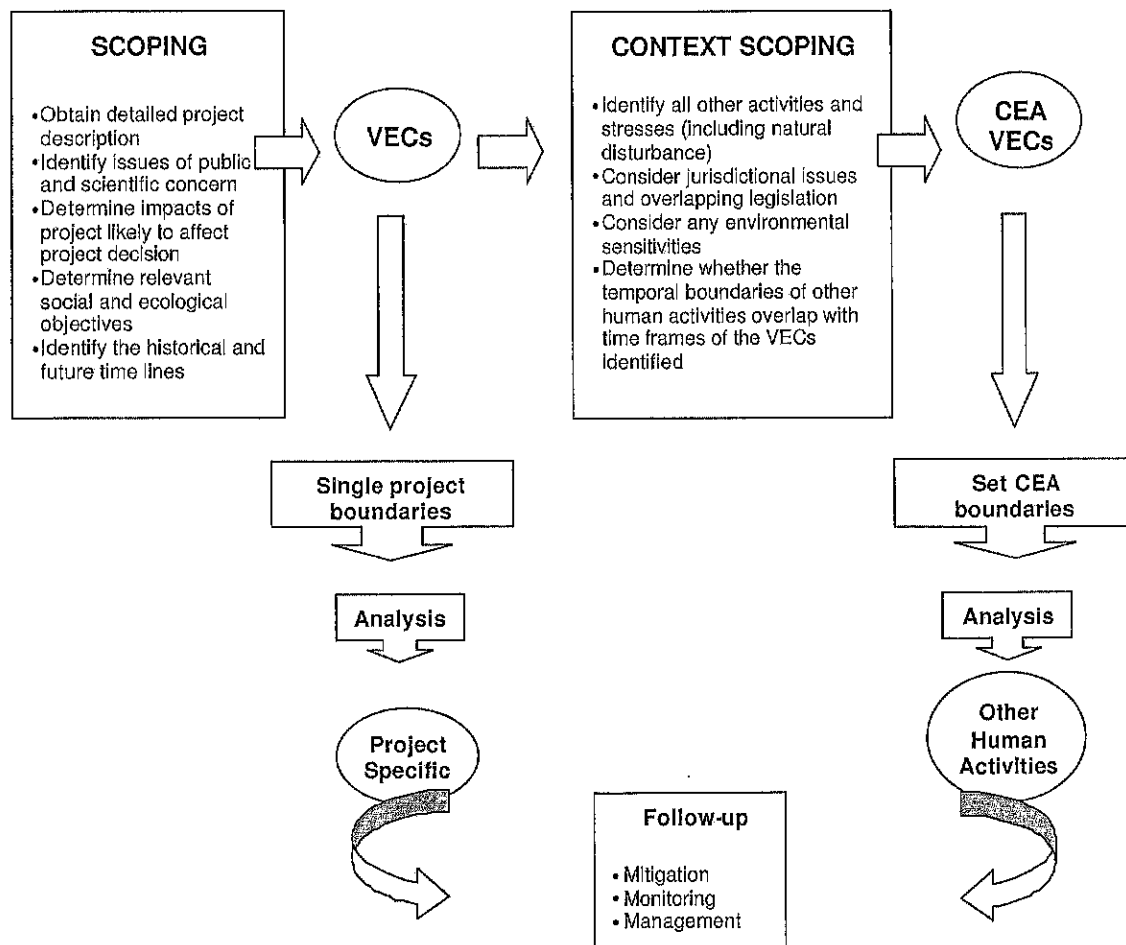 SCOPING
•Obtain detailed project
description
•Identify issues of public
and scientific concern
•Determine impacts of
project likely to affect
project decision
•Determine relevant
social and ecological
objectives
•Identify the historical and
future time lines
VECs
CONTEXT SCOPING
•Identify all other activities and
stresses (including natural
disturbance)
•Consider jurisdictional issues
and overlapping legislation
•Consider any environmental
sensitivities
•Determine whether the
temporal boundaries of other
human activities overlap with
time frames of the VECs
identified
CEA
VECs
Single project
boundaries
Set CEA
boundaries
Analysis
Analysis
Project
Specific
Other
Human
Activities
Follow-up
• Mitigation
• Monitoring
• Management